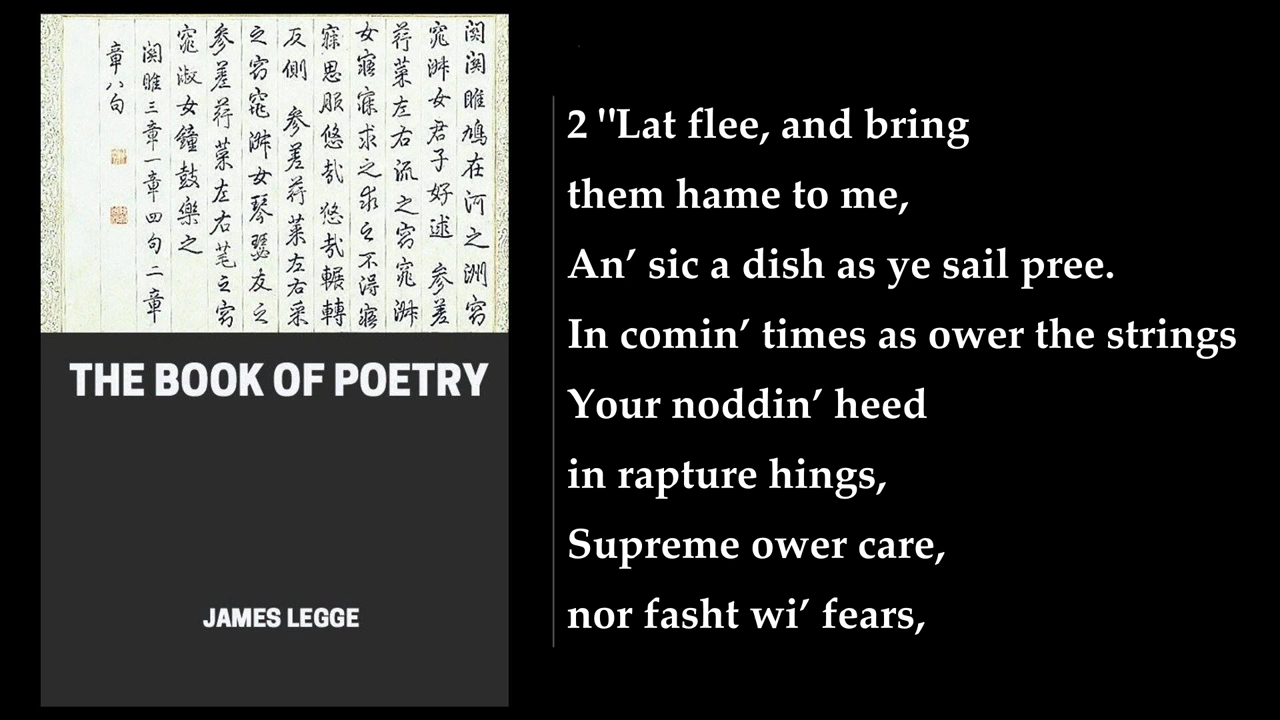 関関雎鳩在河之洲窈
窕淑女君子好逑 参差
荇菜左右流之窈窕淑
女寤寐求之求之不得寤
寐思服悠哉悠哉輾轉
反側 参差荇菜左右采
之窈窕淑女琴瑟友之
参差荇菜左右芼之窈
窕淑女鐘鼓樂之
関雎三章一章四句二章
章八句
THE BOOK OF POETRY
JAMES LEGGE
2 "Lat flee, and bring
them hame to me,
An’ sic a dish as ye sail pree.
In comin’ times as ower the strings
Your noddin’ heed
in rapture hings,
Supreme ower care,
nor fasht wi’ fears,